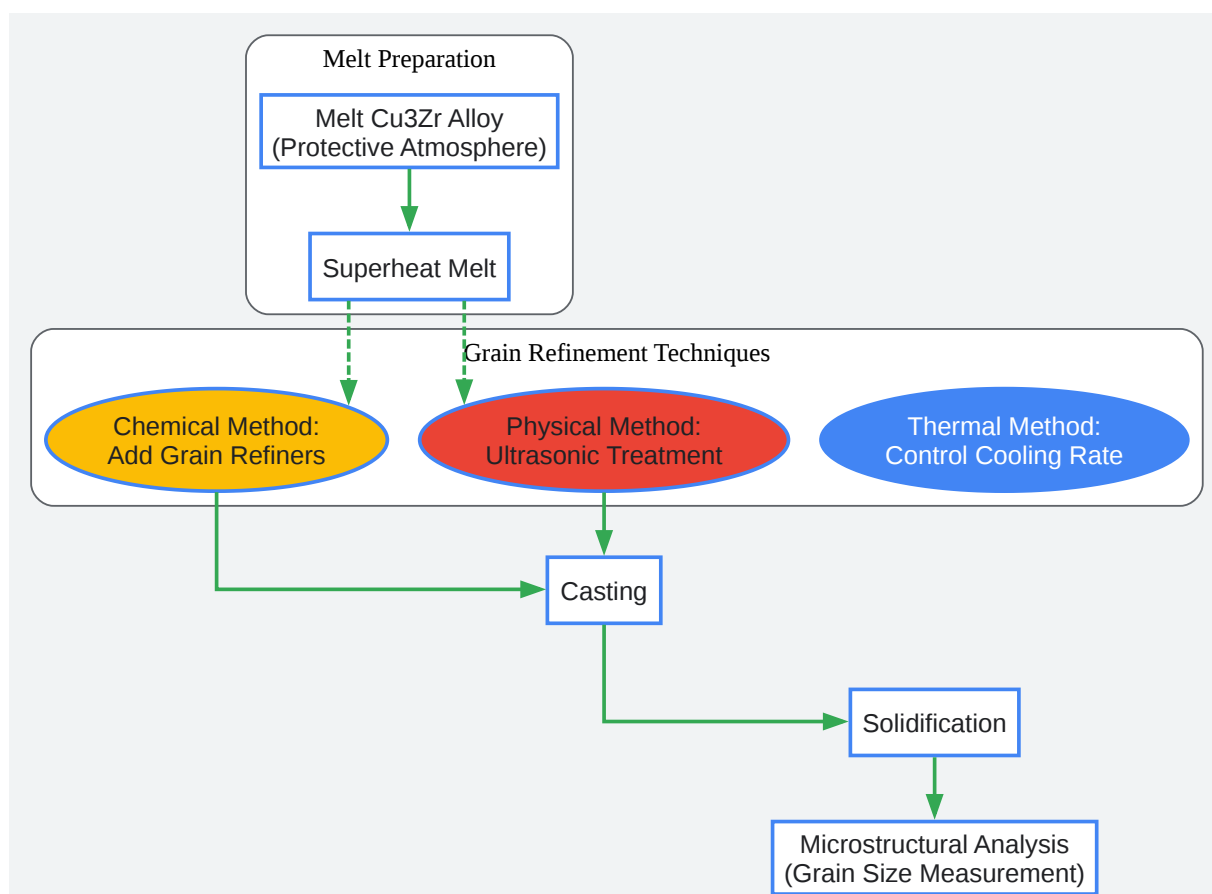 Melt Preparation
Melt Cu3Zr Alloy
(Protective Atmosphere)
Superheat Melt
Grain Refinement Techniques
Chemical Method:
Add Grain Refiners
Physical Method:
Ultrasonic Treatment
Thermal Method:
Control Cooling Rate
Casting
Solidification
Microstructural Analysis
(Grain Size Measurement)